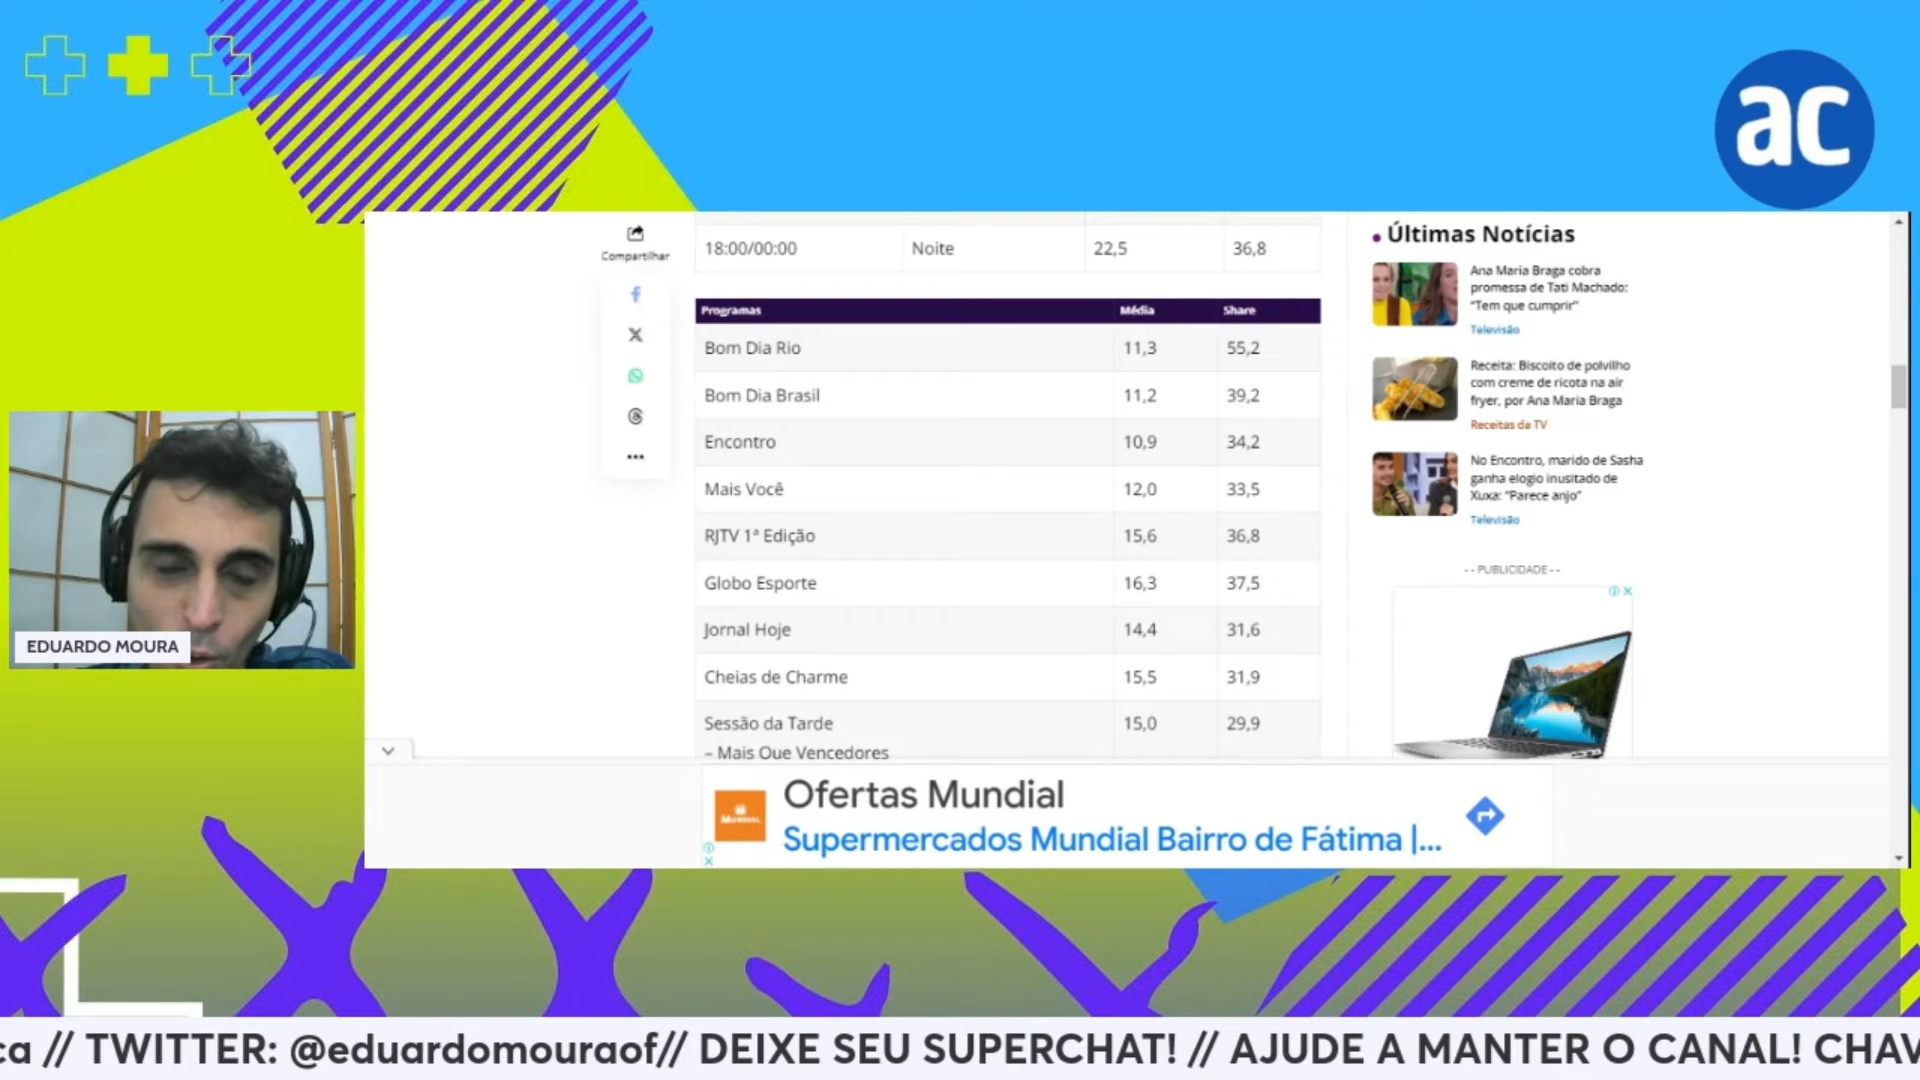 ac
Compartilhar
18:00/00:00 Noite 22,5 36,8
Programas Média Share
Bom Dia Rio 11,3 55,2
Bom Dia Brasil 11,2 39,2
Encontro 10,9 34,2
Mais Você 12,0 33,5
RJTV 1ª Edição 15,6 36,8
Globo Esporte 16,3 37,5
Jornal Hoje 14,4 31,6
Cheias de Charme 15,5 31,9
Sessão da Tarde 15,0 29,9
– Mais Que Vencedores
Últimas Notícias
Ana Maria Braga cobra
promessa de Tati Machado:
“Tem que cumprir”
Televisão
Receita: Biscoito de polvilho
com creme de ricota na air
fryer, por Ana Maria Braga
Receitas da TV
No Encontro, marido de Sasha
ganha elogio inusitado de
Xuxa: “Parece anjo”
Televisão
-- PUBLICIDADE --
EDUARDO MOURA
MUNDIAL
Ofertas Mundial
Supermercados Mundial Bairro de Fátima |...
ca // TWITTER: @eduardomouraof// DEIXE SEU SUPERCHAT! // AJUDE A MANTER O CANAL! CHAV